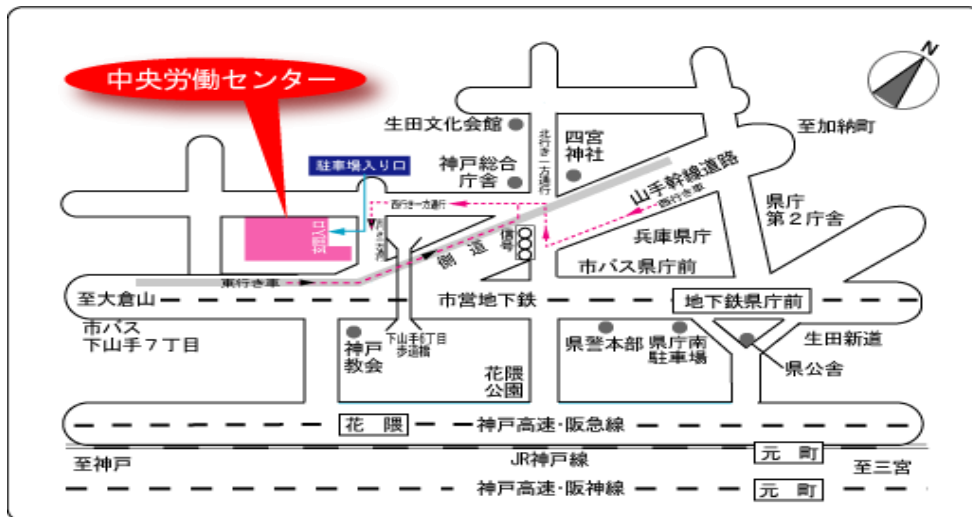 N
中央労働センター
生田文化会館
北行き一方通行
四宮
神社
至加納町
駐車場入り口
神戸総合
庁舎
山手幹線道路
西行き車
西行き一方通行
県庁
第2庁舎
玄関入口
信号
側道
兵庫県庁
市バス県庁前
東行き車
至大倉山
市営地下鉄
地下鉄県庁前
市バス
下山手7丁目
神戸
教会
下山手6丁目
歩道橋
花隈
公園
県警本部
県庁南
駐車場
生田新道
県公舎
花 隈
神戸高速・阪急線
至神戸
JR神戸線
元 町
至三宮
神戸高速・阪神線
元 町